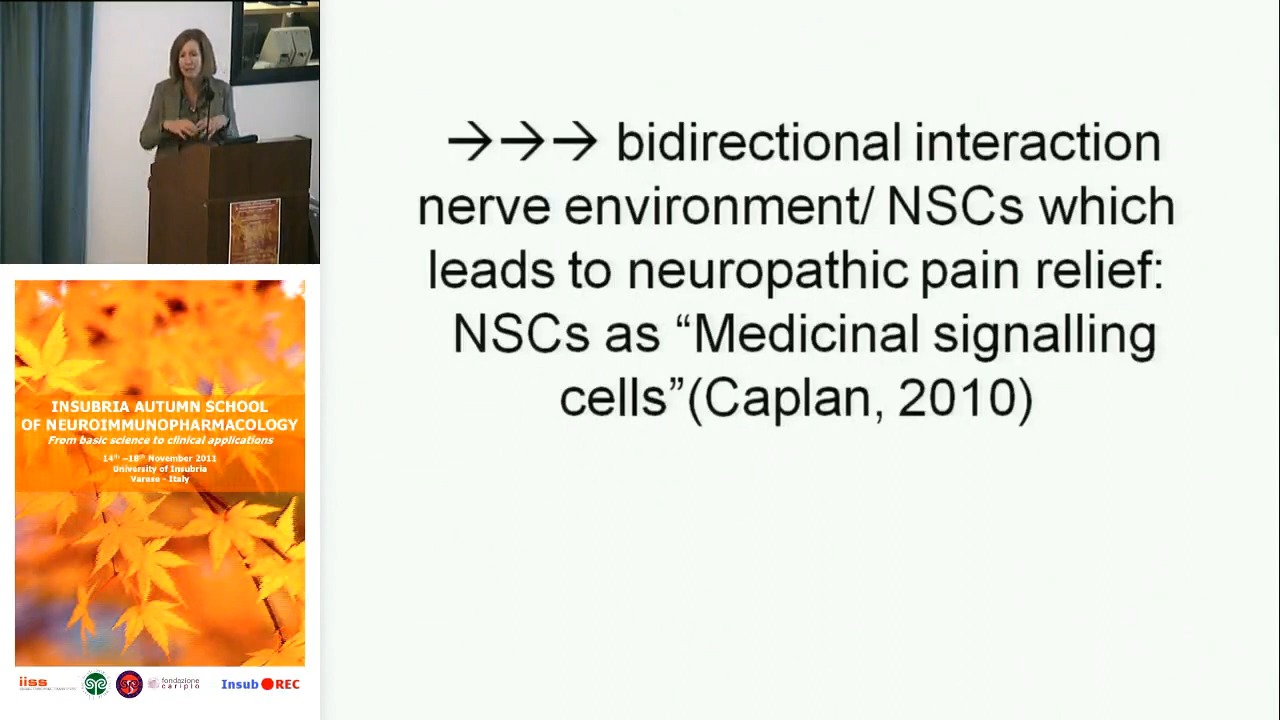 →→→ bidirectional interaction
nerve environment/ NSCs which
leads to neuropathic pain relief:
NSCs as “Medicinal signalling
cells”(Caplan, 2010)
INSUBRIA AUTUMN SCHOOL
OF NEUROIMMUNOPHARMACOLOGY
From basic science to clinical applications
14th –18th November 2011
University of Insubria
Varese - Italy
iiss
fondazione
cariplo
Insub REC